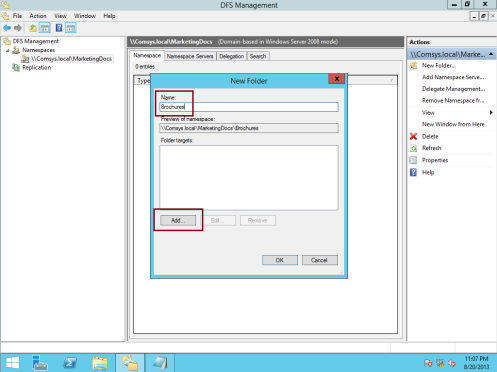 DFS Management
File Action View Window Help
DFS Management
Namespaces
\\Comsys.local\MarketingDocs
Replication
\\Comsys.local\MarketingDocs (Domain-based in Windows Server 2008 mode)
Namespace Namespace Servers Delegation Search
0 entries
Type
New Folder
Name:
Brochures
Preview of namespace:
\\Comsys.local\MarketingDocs\Brochures
Folder targets:
Add... Edit... Remove
OK Cancel
Actions
\\Comsys.local\Marke...
New Folder...
Add Namespace Serve...
Delegate Management...
Remove Namespace fr...
View
New Window from Here
Delete
Refresh
Properties
Help
11:07 PM
8/20/2013